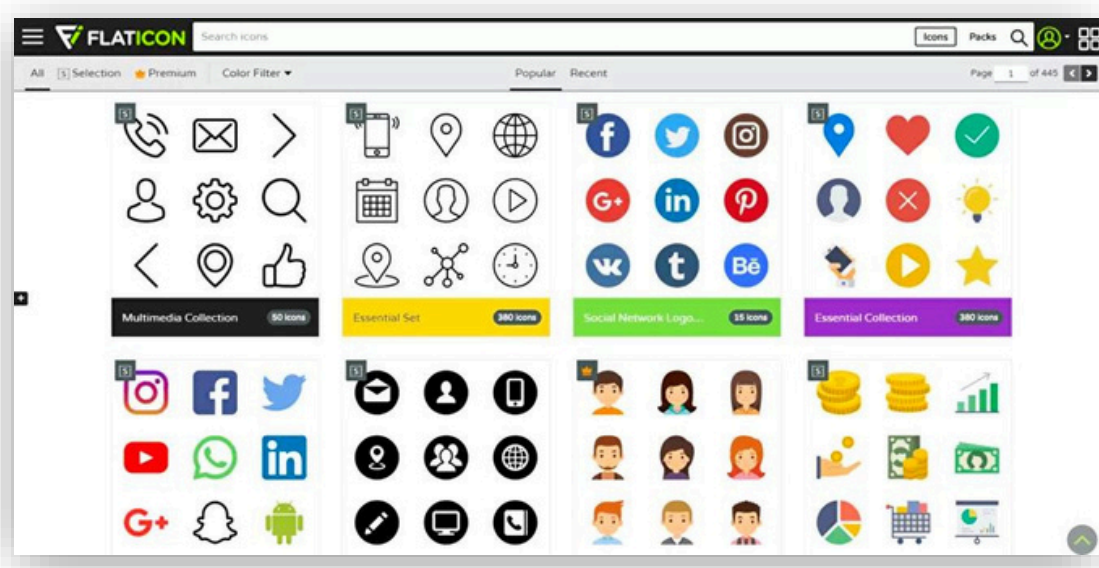 FLATICON Search icons Icons Packs
All Selection Premium Color Filter Popular Recent Page 1 of 445
Multimedia Collection 50 icons
Essential Set 380 icons
Social Network Logo... 15 icons
Essential Collection 380 icons